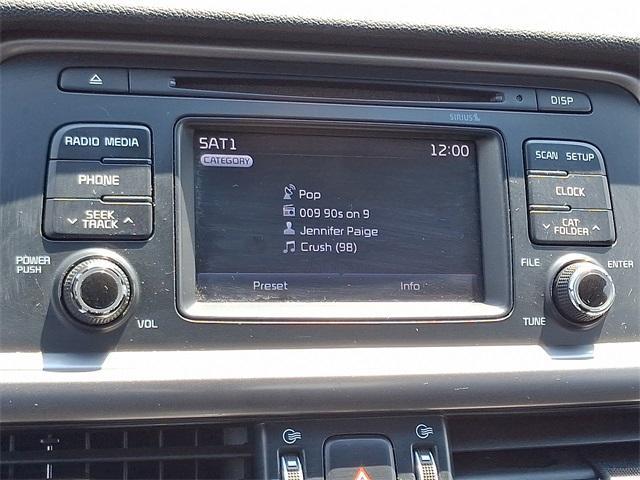 DISP
SIRIUS
RADIO MEDIA
PHONE
SEEK
TRACK
POWER
PUSH
VOL
SAT1
12:00
CATEGORY
Pop
009 90s on 9
Jennifer Paige
Crush (98)
Preset
Info
SCAN SETUP
CLOCK
CAT
FOLDER
FILE
ENTER
TUNE